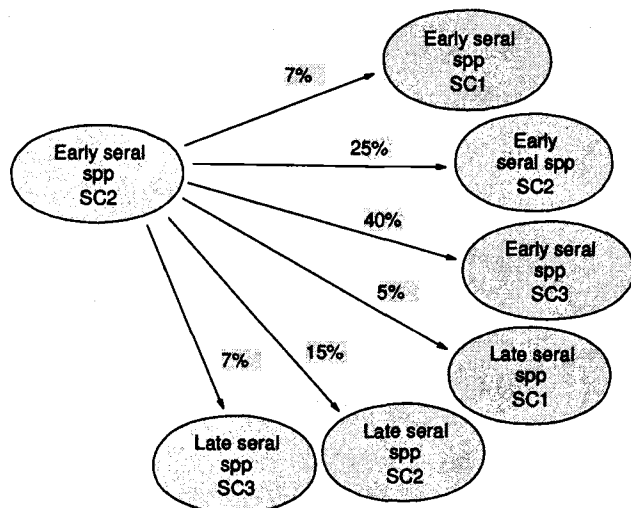 Early seral
spp
SC1
7%
Early seral
spp
SC2
25%
Early
seral spp
SC2
40%
Early seral
spp
SC3
5%
Late seral
spp
SC1
15%
7%
Late seral
spp
SC2
Late seral
spp
SC3